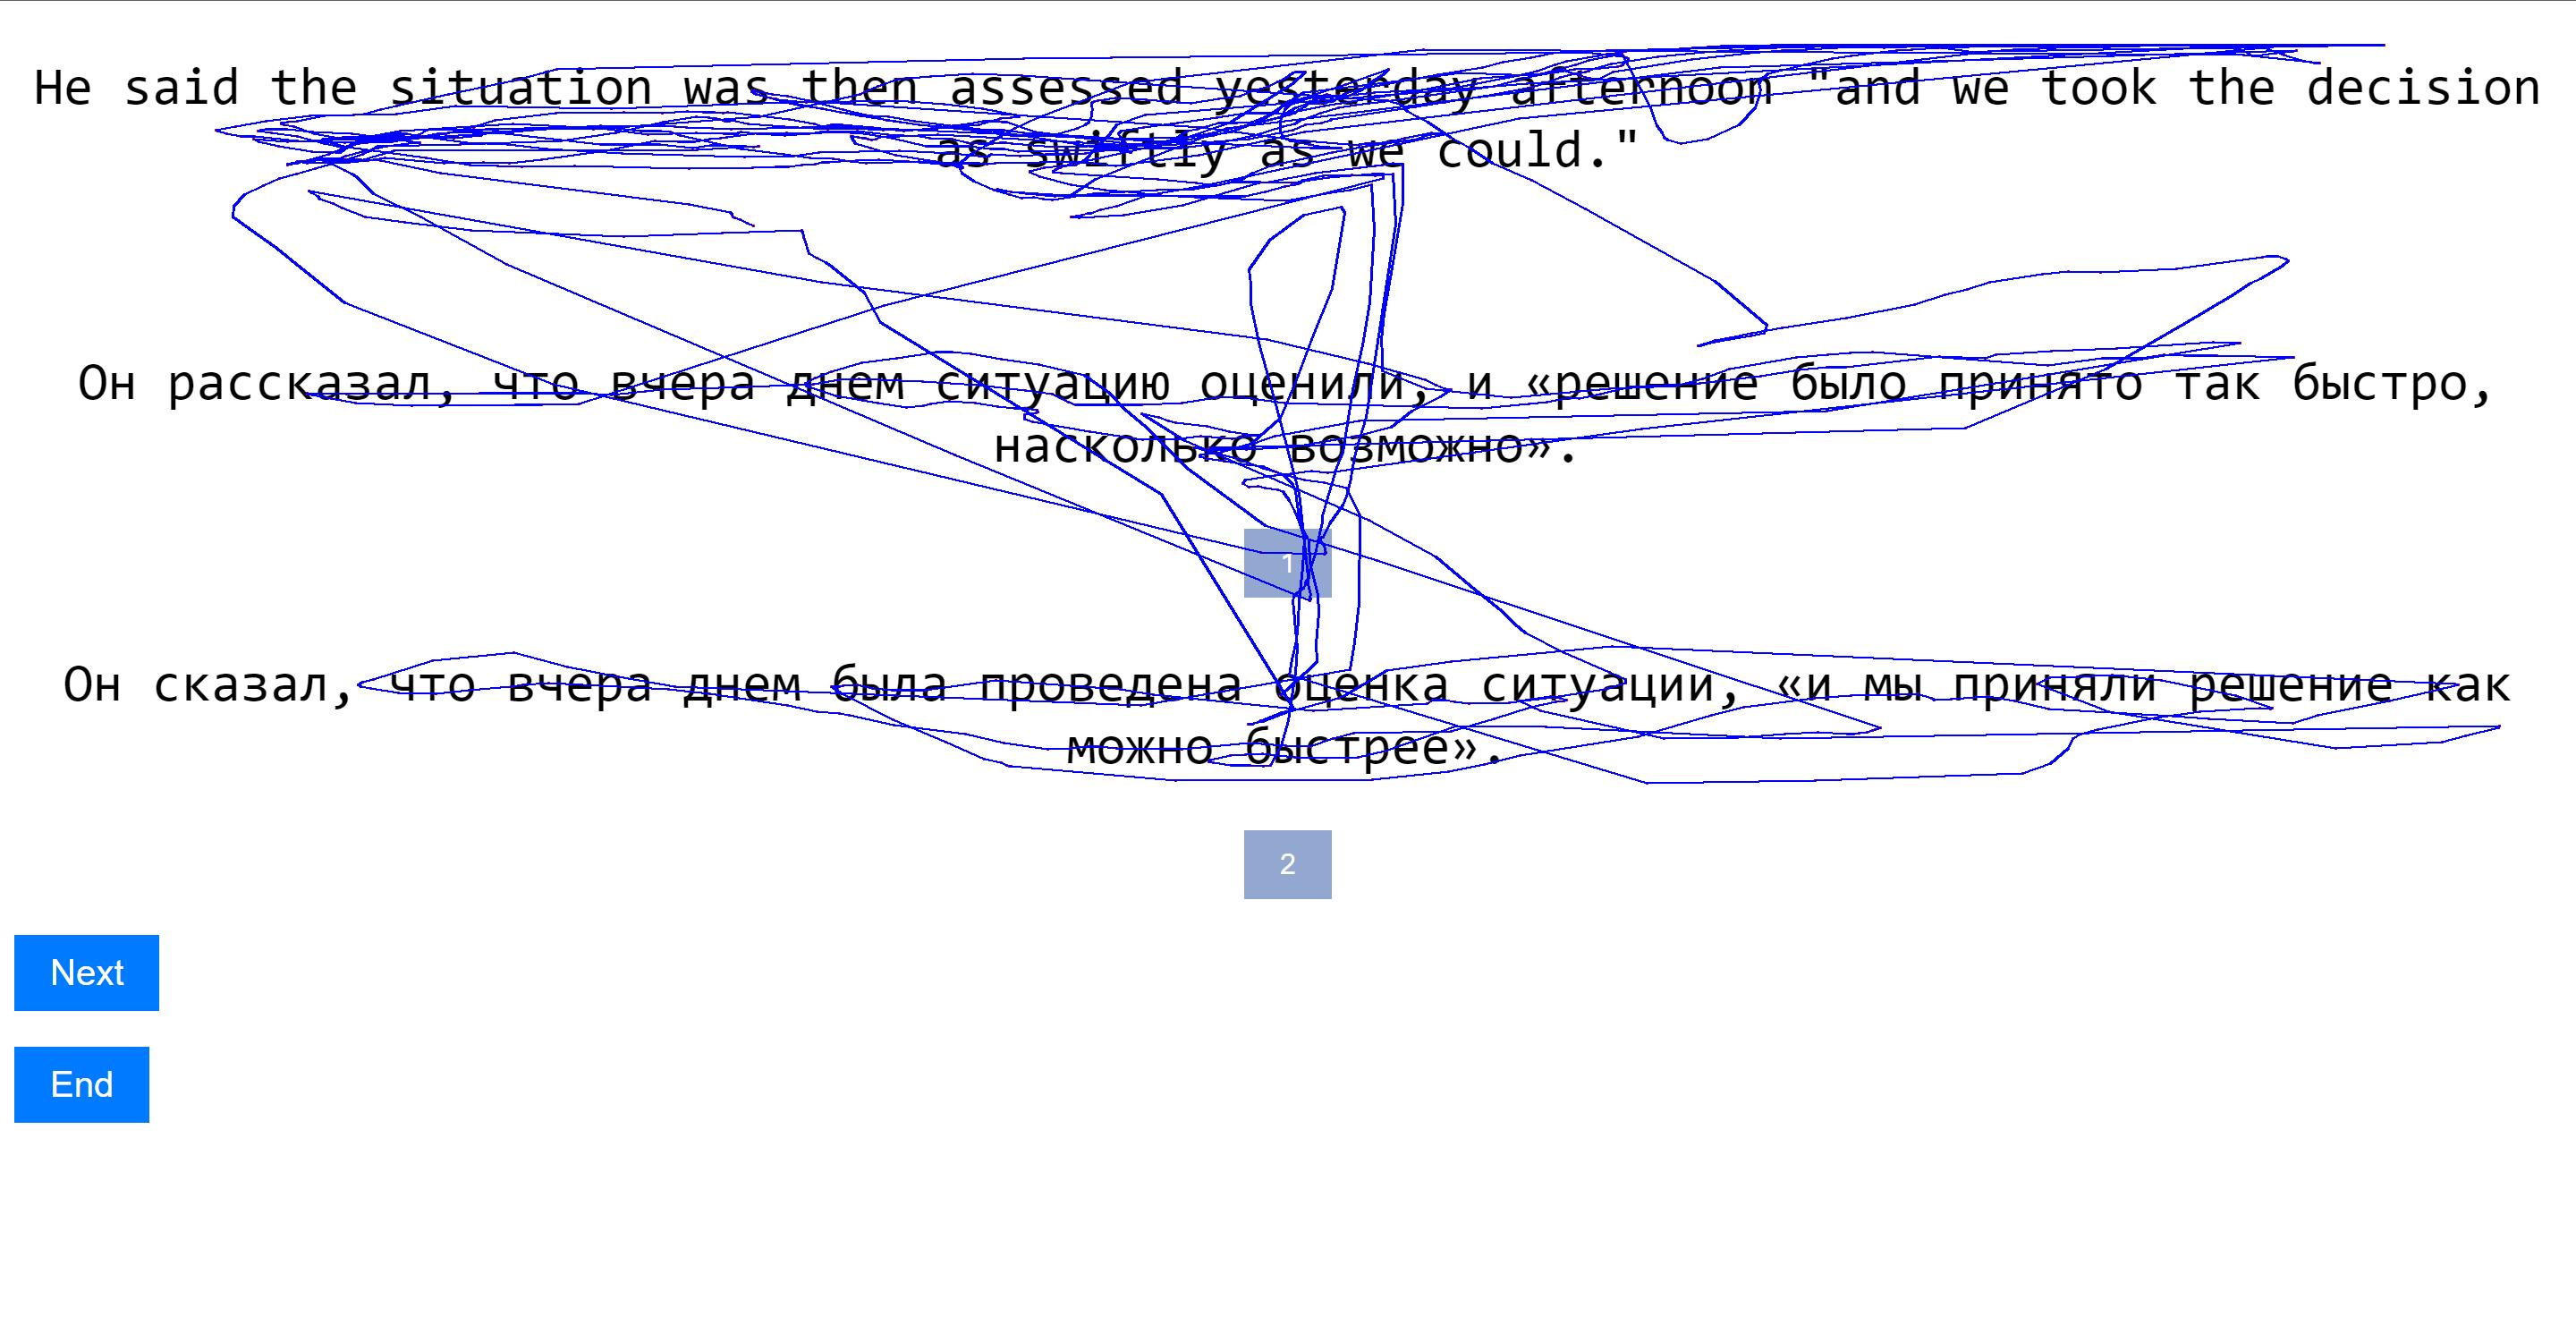 He said the situation was then assessed yesterday afternoon "and we took the decision
as swiftly as we could."
Он рассказал, что вчера днем ситуацию оценили, и «решение было принято так быстро,
насколько возможно».
1
Он сказал, что вчера днем была проведена оценка ситуации, «и мы приняли решение как
можно быстрее».
2
Next
End